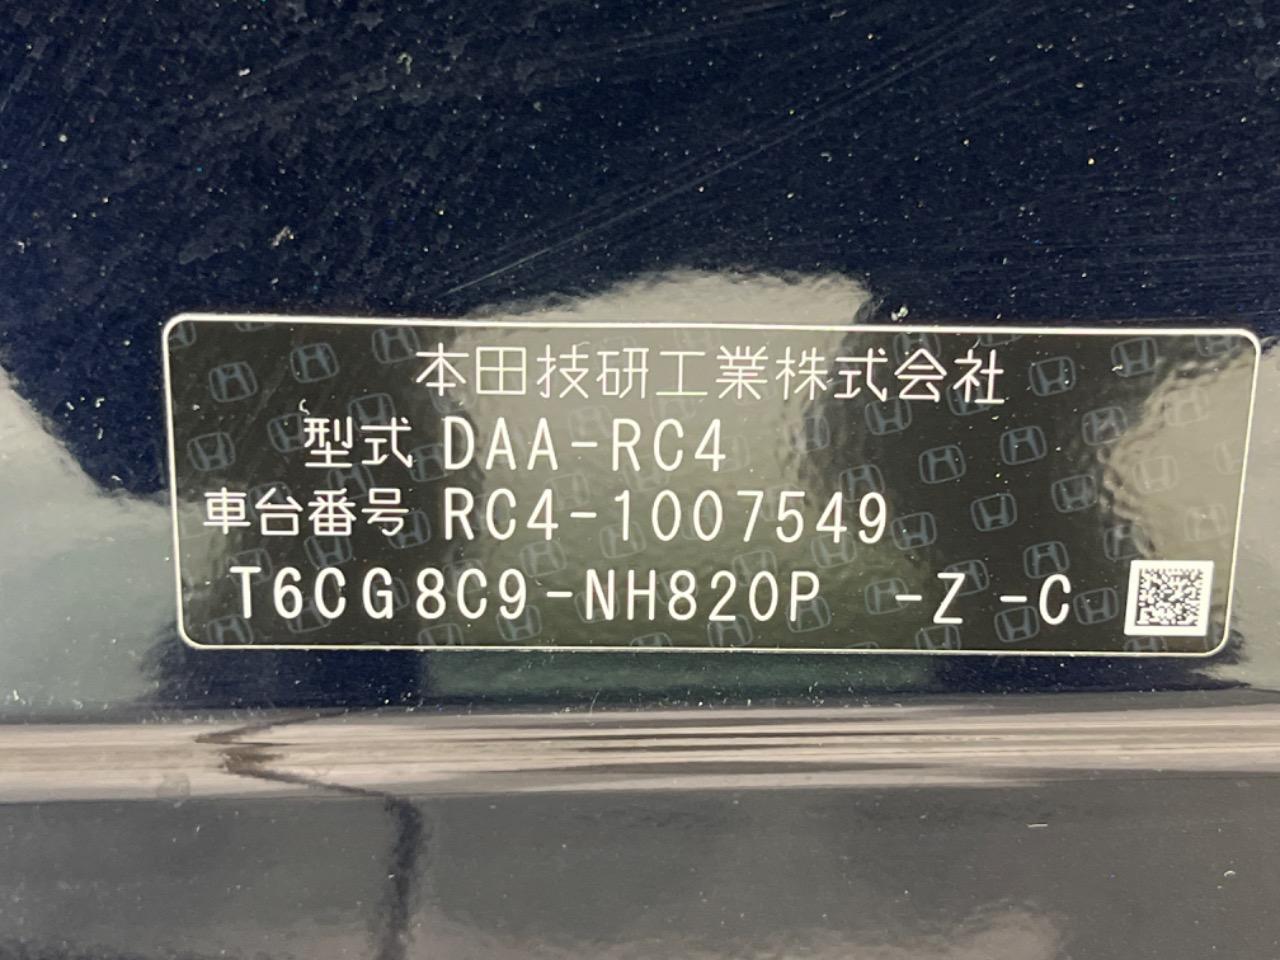 本田技研工業株式会社
型式 DAA-RC4
車台番号 RC4-1007549
T6CG8C9-NH820P -Z -C